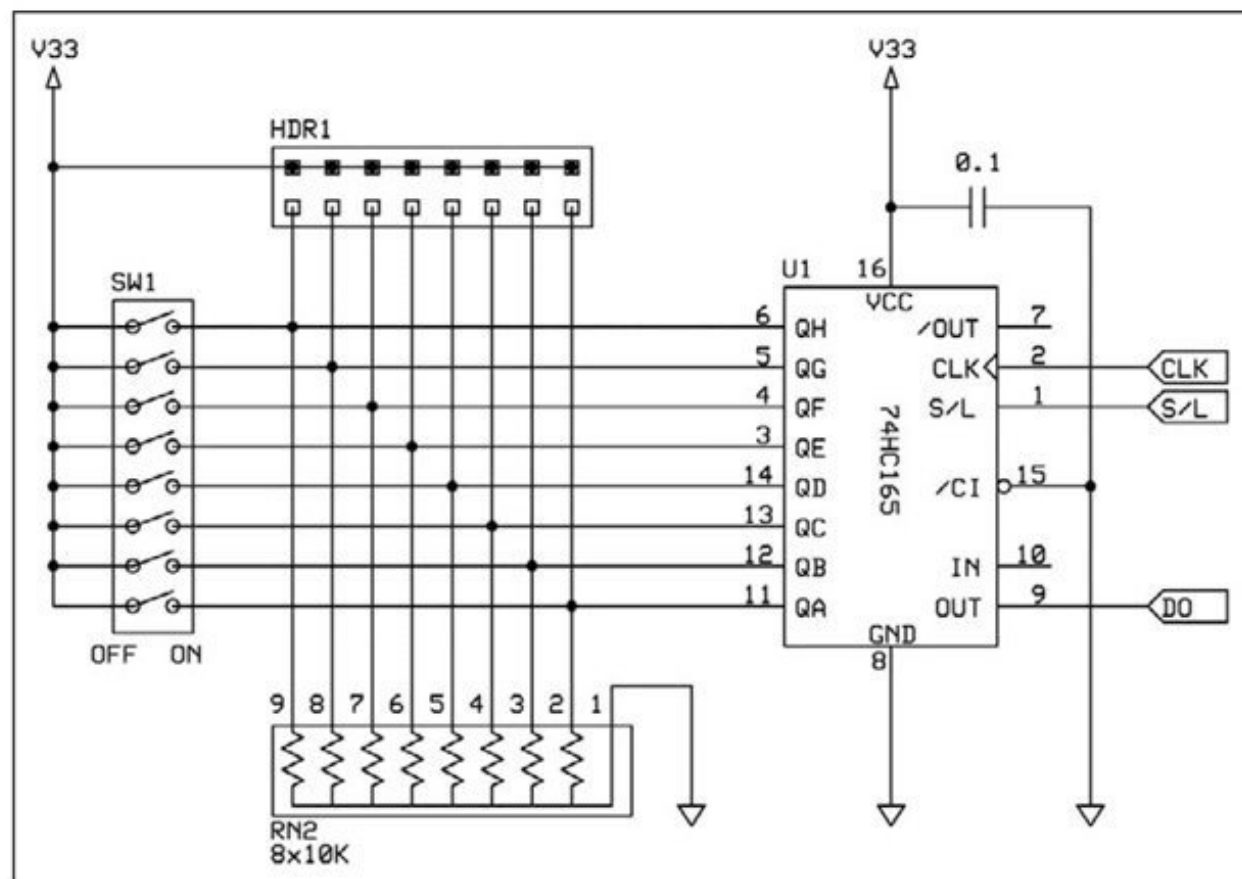 V33
V33
HDR1
0.1
SW1
U1
16
VCC
6 QH
/OUT 7
5 QG
CLK 2
CLK
4 QF
S/L 1
S/L
3 QE
14 QD
/CI 15
13 QC
12 QB
IN 10
11 QA
OUT 9
DO
74HC165
GND
8
OFF ON
9 8 7 6 5 4 3 2 1
RN2
8x10K